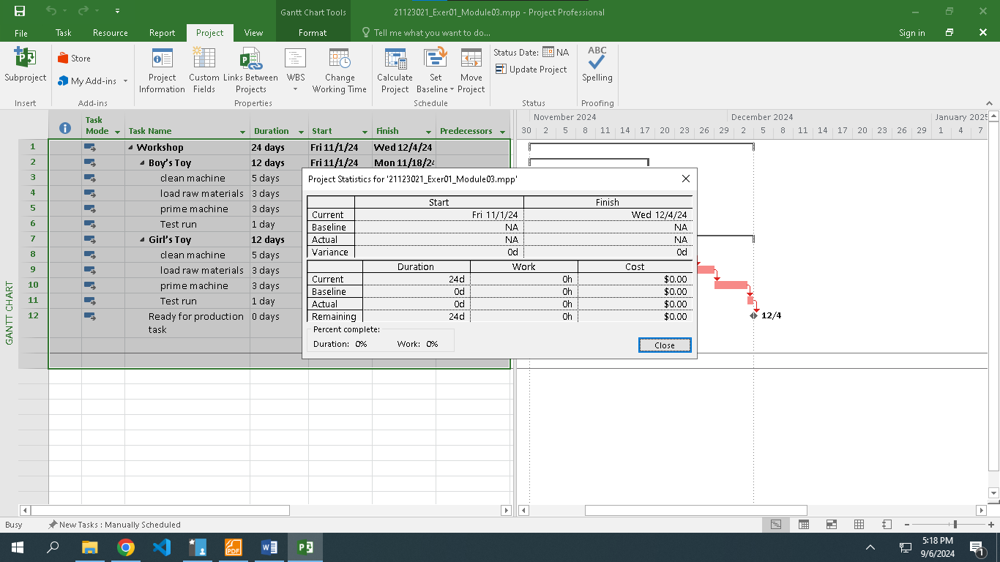 Gantt Chart Tools
21123021_Exer01_Module03.mpp - Project Professional
File Task Resource Report Project View Format Tell me what you want to do... Sign in
Subproject
Store
My Add-ins
Project Information
Custom Fields
Links Between Projects
WBS
Change Working Time
Calculate Project
Set Baseline
Move Project
Status Date: NA
Update Project
ABC
Spelling
Insert Add-ins Properties Schedule Status Proofing
Task Mode Task Name Duration Start Finish Predecessors
November 2024 December 2024 January 2025
30 2 5 8 11 14 17 20 23 26 29 2 5 8 11 14 17 20 23 26 29 1 4 7
GANTT CHART
1 Workshop 24 days Fri 11/1/24 Wed 12/4/24
2 Boy's Toy 12 days Fri 11/1/24 Mon 11/18/24
3 clean machine 5 days
4 load raw materials 3 days
5 prime machine 3 days
6 Test run 1 day
7 Girl's Toy 12 days
8 clean machine 5 days
9 load raw materials 3 days
10 prime machine 3 days
11 Test run 1 day
12 Ready for production task 0 days
12/4
Project Statistics for '21123021_Exer01_Module03.mpp'
Start Finish
Current Fri 11/1/24 Wed 12/4/24
Baseline NA NA
Actual NA NA
Variance 0d 0d
Duration Work Cost
Current 24d 0h $0.00
Baseline 0d 0h $0.00
Actual 0d 0h $0.00
Remaining 24d 0h $0.00
Percent complete:
Duration: 0% Work: 0%
Close
Busy New Tasks : Manually Scheduled
PDF
5:18 PM
9/6/2024
1